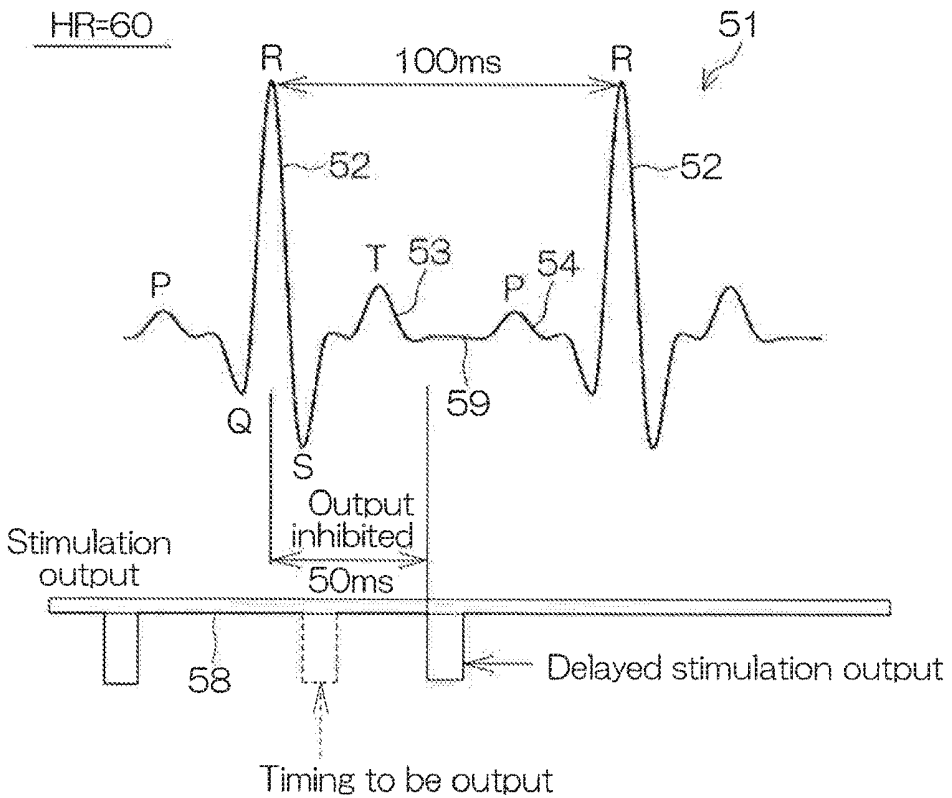 HR=60
51
R
100ms
R
52
52
P
T
53
P
54
59
Q
S
Output
inhibited
50ms
Stimulation
output
58
Delayed stimulation output
Timing to be output